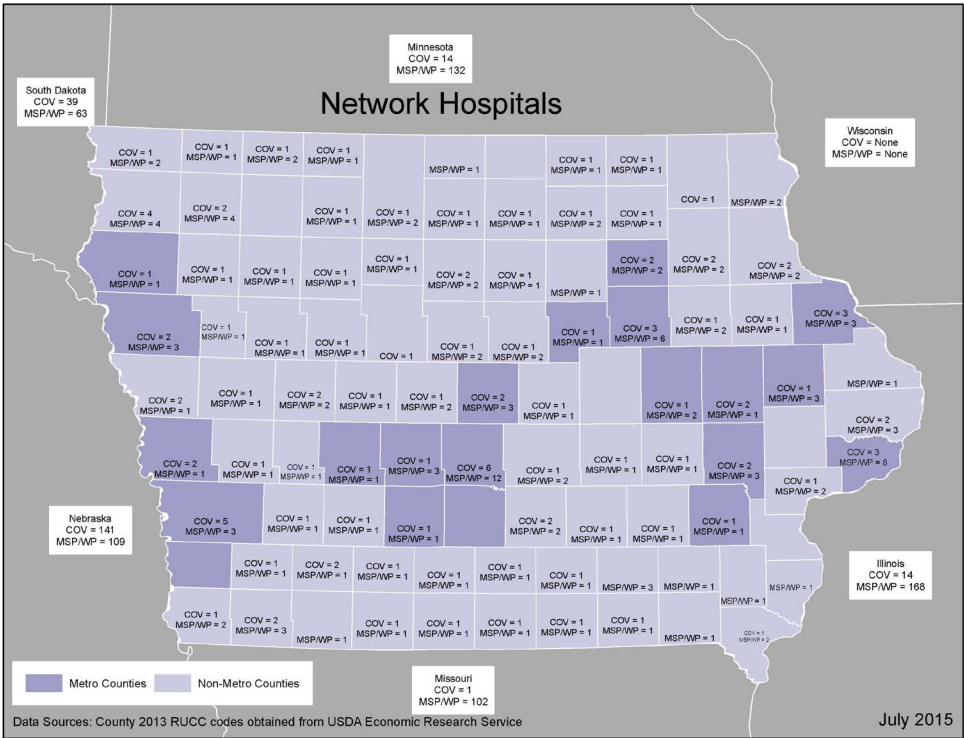 Minnesota
COV = 14
MSP/WP = 132
South Dakota
COV = 39
MSP/WP = 63
Network Hospitals
Wisconsin
COV = None
MSP/WP = None
COV = 1
MSP/WP = 2
COV = 1
MSP/WP = 1
COV = 1
MSP/WP = 2
COV = 1
MSP/WP = 1
MSP/WP = 1
COV = 1
MSP/WP = 1
COV = 1
MSP/WP = 1
COV = 1
MSP/WP = 2
COV = 4
MSP/WP = 4
COV = 2
MSP/WP = 4
COV = 1
MSP/WP = 1
COV = 1
MSP/WP = 2
COV = 1
MSP/WP = 1
COV = 1
MSP/WP = 1
COV = 1
MSP/WP = 2
COV = 1
MSP/WP = 1
COV = 1
MSP/WP = 1
COV = 1
MSP/WP = 1
COV = 1
MSP/WP = 1
COV = 1
MSP/WP = 1
COV = 1
MSP/WP = 1
COV = 2
MSP/WP = 2
COV = 1
MSP/WP = 1
MSP/WP = 1
COV = 2
MSP/WP = 2
COV = 2
MSP/WP = 2
COV = 2
MSP/WP = 2
COV = 2
MSP/WP = 3
COV = 1
MSP/WP = 1
COV = 1
MSP/WP = 1
COV = 1
MSP/WP = 1
COV = 1
COV = 1
MSP/WP = 2
COV = 1
MSP/WP = 2
COV = 1
MSP/WP = 1
COV = 3
MSP/WP = 6
COV = 1
MSP/WP = 2
COV = 1
MSP/WP = 1
COV = 3
MSP/WP = 3
COV = 2
MSP/WP = 1
COV = 1
MSP/WP = 1
COV = 2
MSP/WP = 2
COV = 1
MSP/WP = 1
COV = 1
MSP/WP = 2
COV = 2
MSP/WP = 3
COV = 1
MSP/WP = 1
COV = 1
MSP/WP = 2
COV = 2
MSP/WP = 1
COV = 1
MSP/WP = 3
MSP/WP = 1
COV = 2
MSP/WP = 3
COV = 2
MSP/WP = 1
COV = 1
MSP/WP = 1
COV = 1
MSP/WP = 1
COV = 1
MSP/WP = 1
COV = 1
MSP/WP = 3
COV = 6
MSP/WP = 12
COV = 1
MSP/WP = 2
COV = 1
MSP/WP = 1
COV = 1
MSP/WP = 1
COV = 2
MSP/WP = 3
COV = 3
MSP/WP = 8
COV = 1
MSP/WP = 2
Nebraska
COV = 141
MSP/WP = 109
COV = 5
MSP/WP = 3
COV = 1
MSP/WP = 1
COV = 1
MSP/WP = 1
COV = 1
MSP/WP = 1
COV = 2
MSP/WP = 2
COV = 1
MSP/WP = 1
COV = 1
MSP/WP = 1
COV = 1
MSP/WP = 1
Illinois
COV = 14
MSP/WP = 168
COV = 1
MSP/WP = 1
COV = 2
MSP/WP = 1
COV = 1
MSP/WP = 1
COV = 1
MSP/WP = 1
COV = 1
MSP/WP = 1
COV = 1
MSP/WP = 1
MSP/WP = 3
MSP/WP = 1
MSP/WP = 1
MSP/WP = 1
COV = 1
MSP/WP = 2
COV = 2
MSP/WP = 3
MSP/WP = 1
COV = 1
MSP/WP = 1
COV = 1
MSP/WP = 1
COV = 1
MSP/WP = 1
COV = 1
MSP/WP = 1
COV = 1
MSP/WP = 1
MSP/WP = 1
COV = 1
MSP/WP = 2
Missouri
COV = 1
MSP/WP = 102
Metro Counties
Non-Metro Counties
Data Sources: County 2013 RUCC codes obtained from USDA Economic Research Service
July 2015